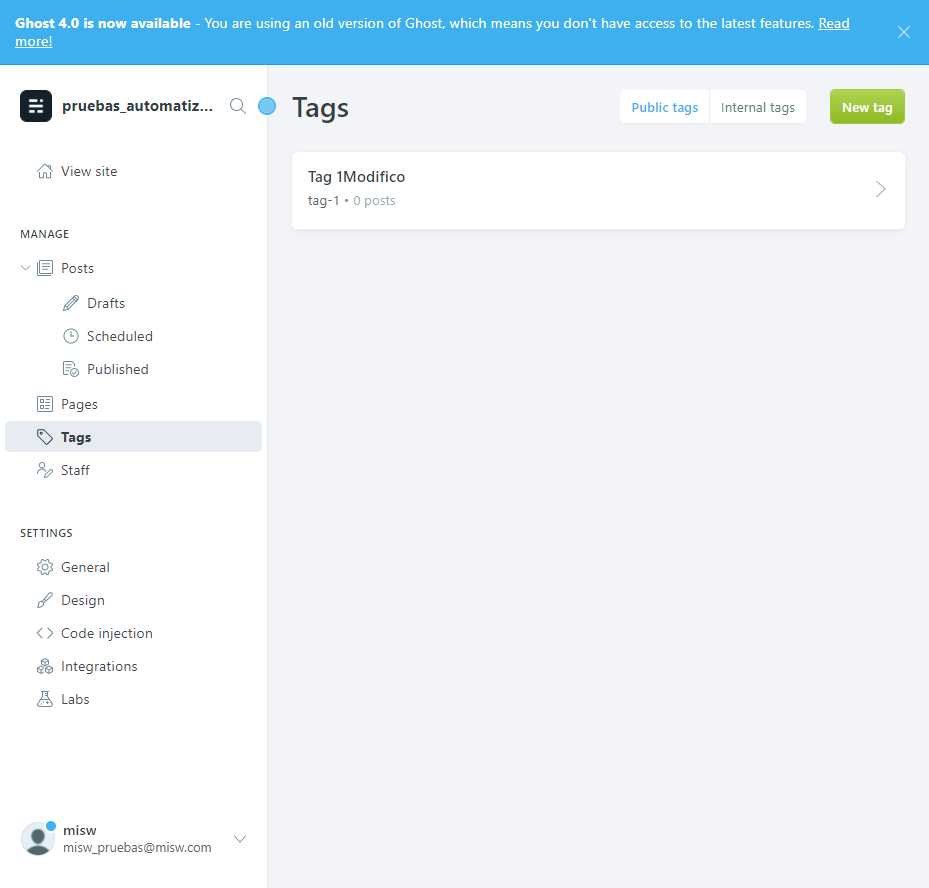 Ghost 4.0 is now available - You are using an old version of Ghost, which means you don't have access to the latest features. Read
more!
pruebas_automatiz...
Tags
Public tags
Internal tags
New tag
View site
Tag 1Modifico
tag-1 • 0 posts
MANAGE
Posts
Drafts
Scheduled
Published
Pages
Tags
Staff
SETTINGS
General
Design
Code injection
Integrations
Labs
misw
misw_pruebas@misw.com